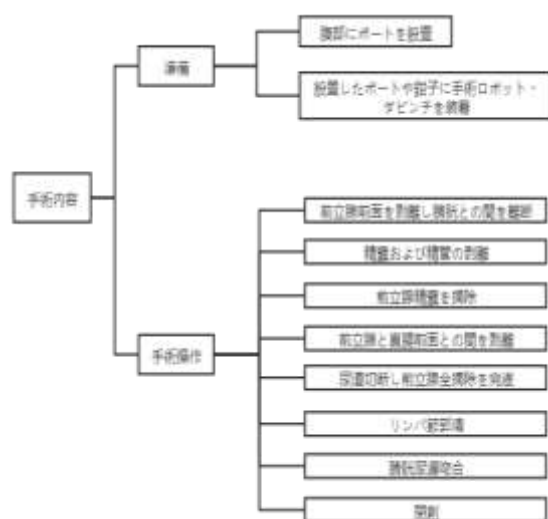 腹部にポートを設置
準備
設置したポートや鉗子に手術ロボット・
ダビンチを装着
手術内容
前立腺前面を剥離し膀胱との間を離断
精嚢および精管の剥離
前立腺精嚢を摘除
手術操作
前立腺と直腸前面との間を剥離
尿道切断し前立腺全摘除を完遂
リンパ節郭清
膀胱尿道吻合
閉創